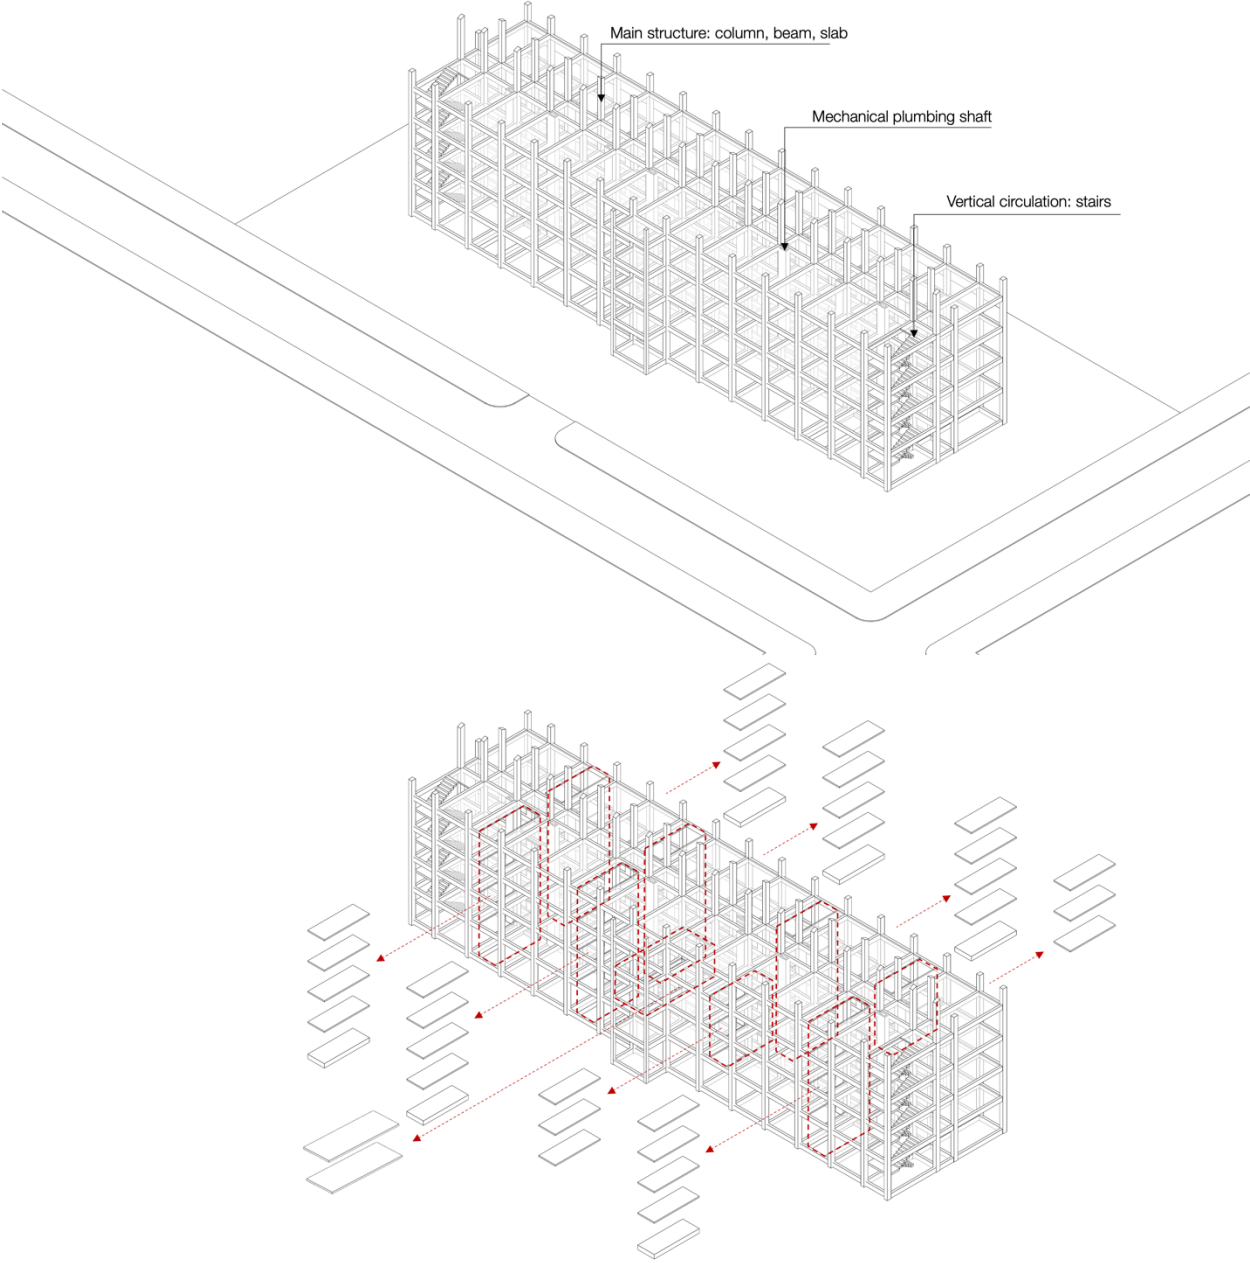 Main structure: column, beam, slab
Mechanical plumbing shaft
Vertical circulation: stairs